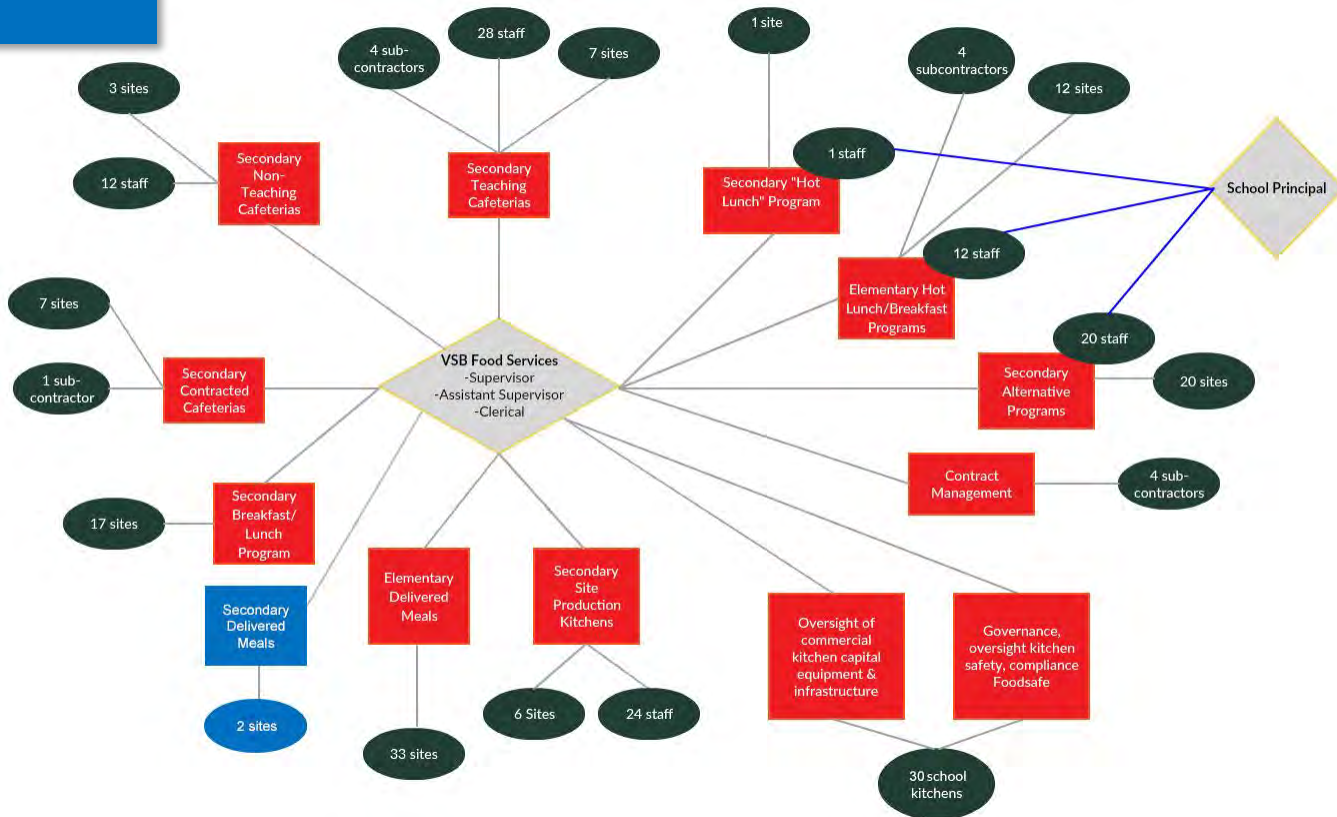 1 site
28 staff
4 sub-
contractors
7 sites
4
subcontractors
3 sites
12 sites
Secondary
Non-
Teaching
Cafeterias
12 staff
Secondary
Teaching
Cafeterias
1 staff
Secondary "Hot
Lunch" Program
School Principal
12 staff
Elementary Hot
Lunch/Breakfast
Programs
7 sites
20 staff
VSB Food Services
-Supervisor
-Assistant Supervisor
-Clerical
1 sub-
contractor
Secondary
Contracted
Cafeterias
Secondary
Alternative
Programs
20 sites
Contract
Management
4 sub-
contractors
17 sites
Secondary
Breakfast/
Lunch
Program
Secondary
Delivered
Meals
Elementary
Delivered
Meals
Secondary
Site
Production
Kitchens
Oversight of
commercial
kitchen capital
equipment &
infrastructure
Governance,
oversight kitchen
safety, compliance
Foodsafe
2 sites
33 sites
6 Sites
24 staff
30 school
kitchens